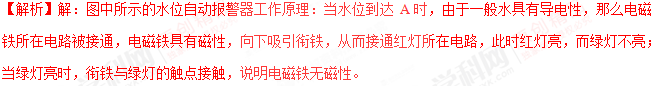 【解析】解：图中所示的水位自动报警器工作原理：当水位到达 A 时，由于一般水具有导电性，那么电磁
铁所在电路被接通，电磁铁具有磁性，向下吸引衔铁，从而接通红灯所在电路，此时红灯亮，而绿灯不亮；
当绿灯亮时，衔铁与绿灯的触点接触，说明电磁铁无磁性。